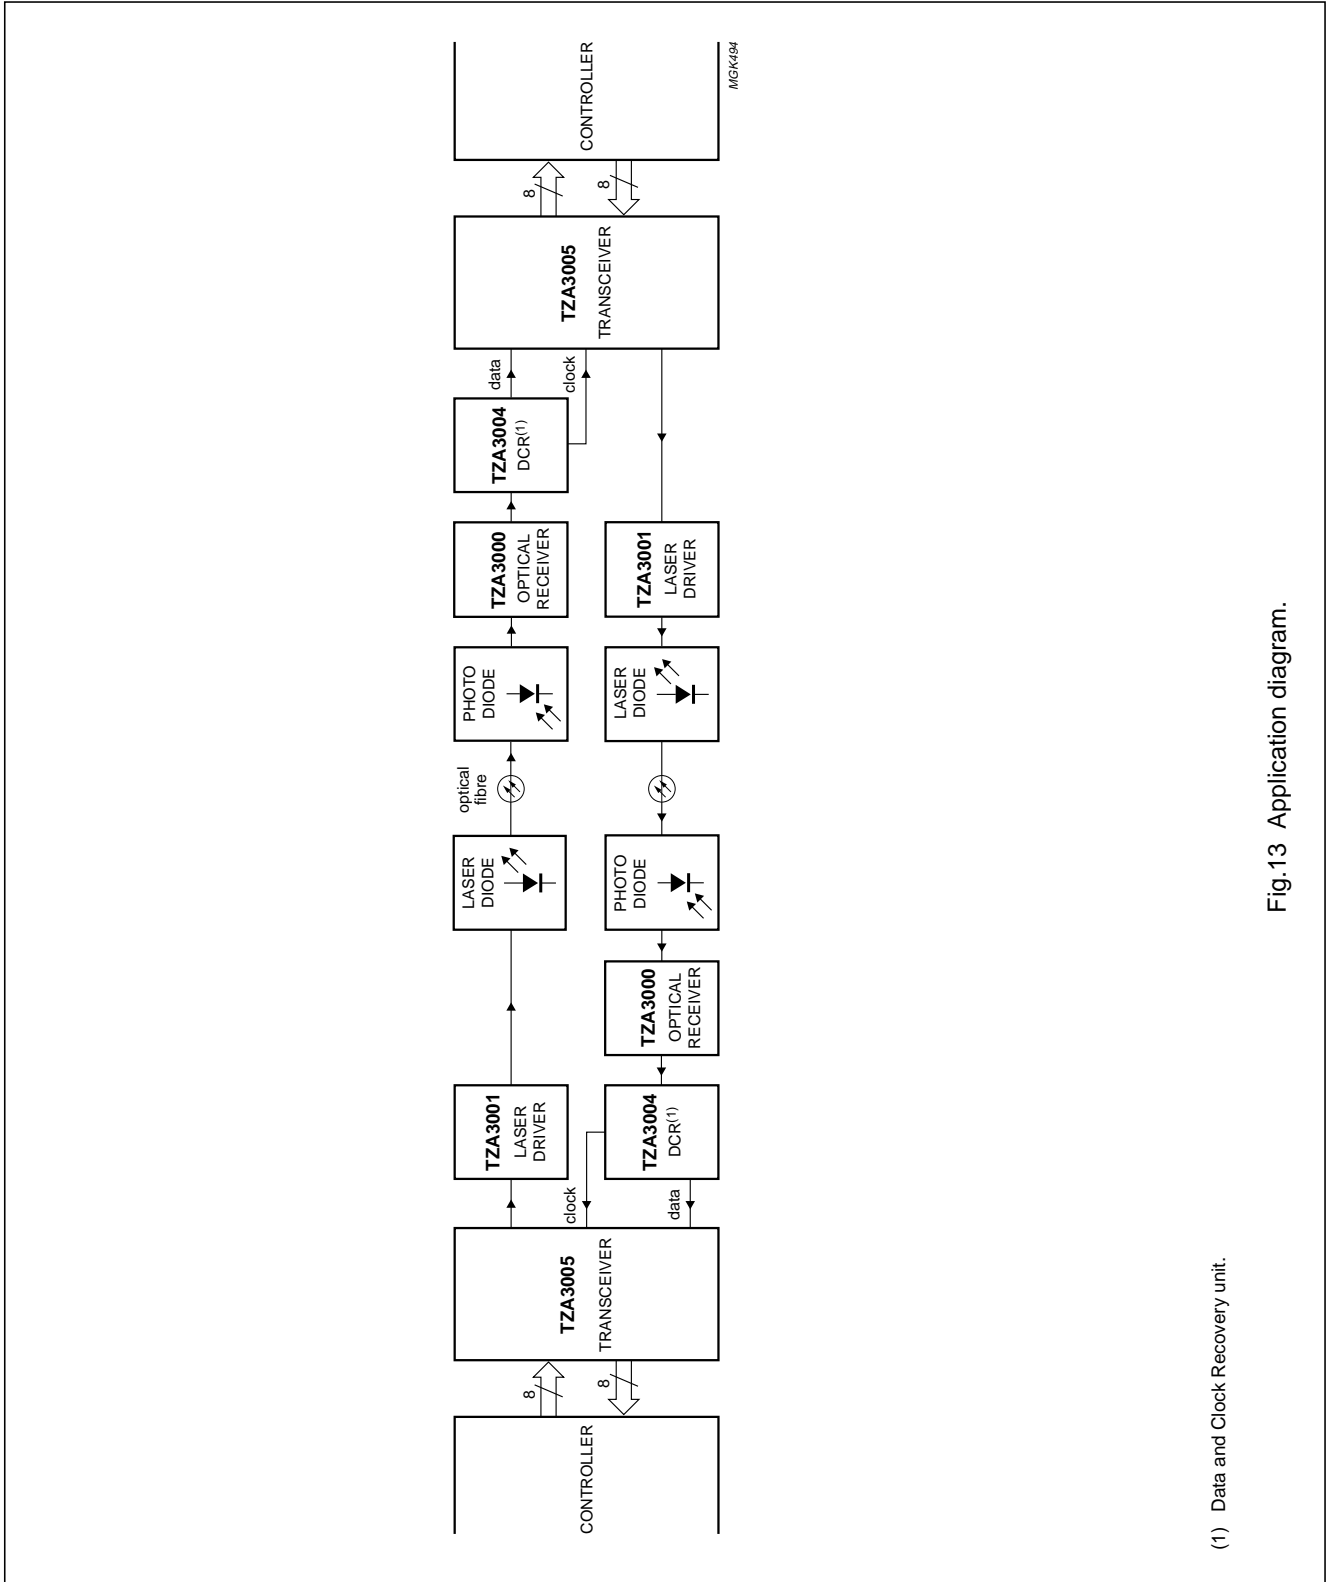 CONTROLLER
8
8
TZA3005
TRANSCEIVER
TZA3001
LASER
DRIVER
clock
data
TZA3004
DCR(1)
TZA3000
OPTICAL
RECEIVER
LASER
DIODE
PHOTO
DIODE
optical
fibre
PHOTO
DIODE
LASER
DIODE
TZA3000
OPTICAL
RECEIVER
TZA3001
LASER
DRIVER
TZA3004
DCR(1)
data
clock
TZA3005
TRANSCEIVER
8
8
CONTROLLER
MGK494
(1) Data and Clock Recovery unit.
Fig.13 Application diagram.